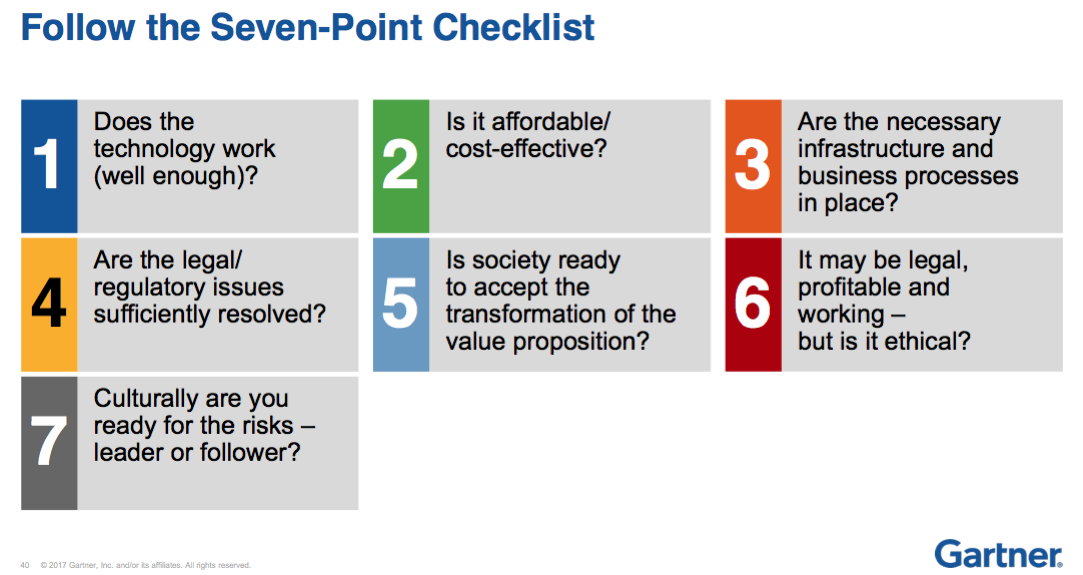 Follow the Seven-Point Checklist
1
Does the
technology work
(well enough)?
2
Is it affordable/
cost-effective?
3
Are the necessary
infrastructure and
business processes
in place?
4
Are the legal/
regulatory issues
sufficiently resolved?
5
Is society ready
to accept the
transformation of the
value proposition?
6
It may be legal,
profitable and
working –
but is it ethical?
7
Culturally are you
ready for the risks –
leader or follower?
40 © 2017 Gartner, Inc. and/or its affiliates. All rights reserved.
Gartner®